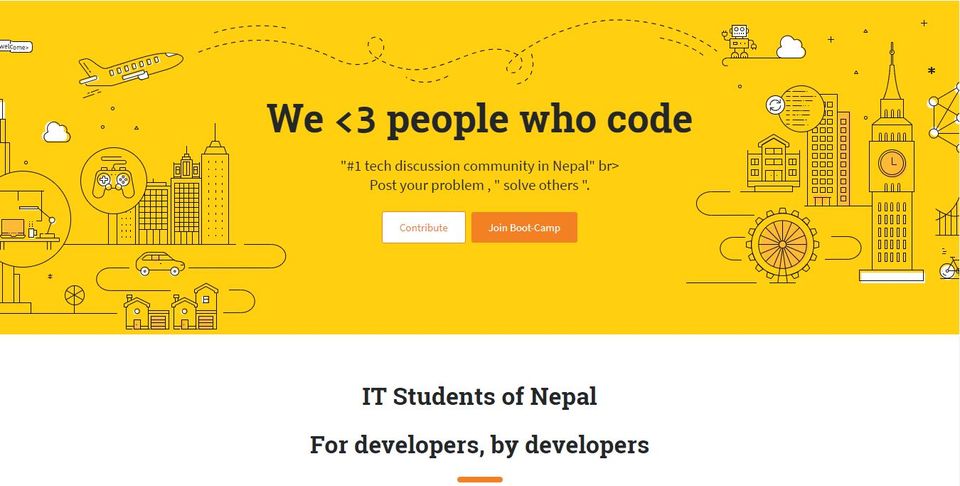 welcome>
We <3 people who code
"#1 tech discussion community in Nepal" br>
Post your problem , " solve others ".
Contribute
Join Boot-Camp
IT Students of Nepal
For developers, by developers